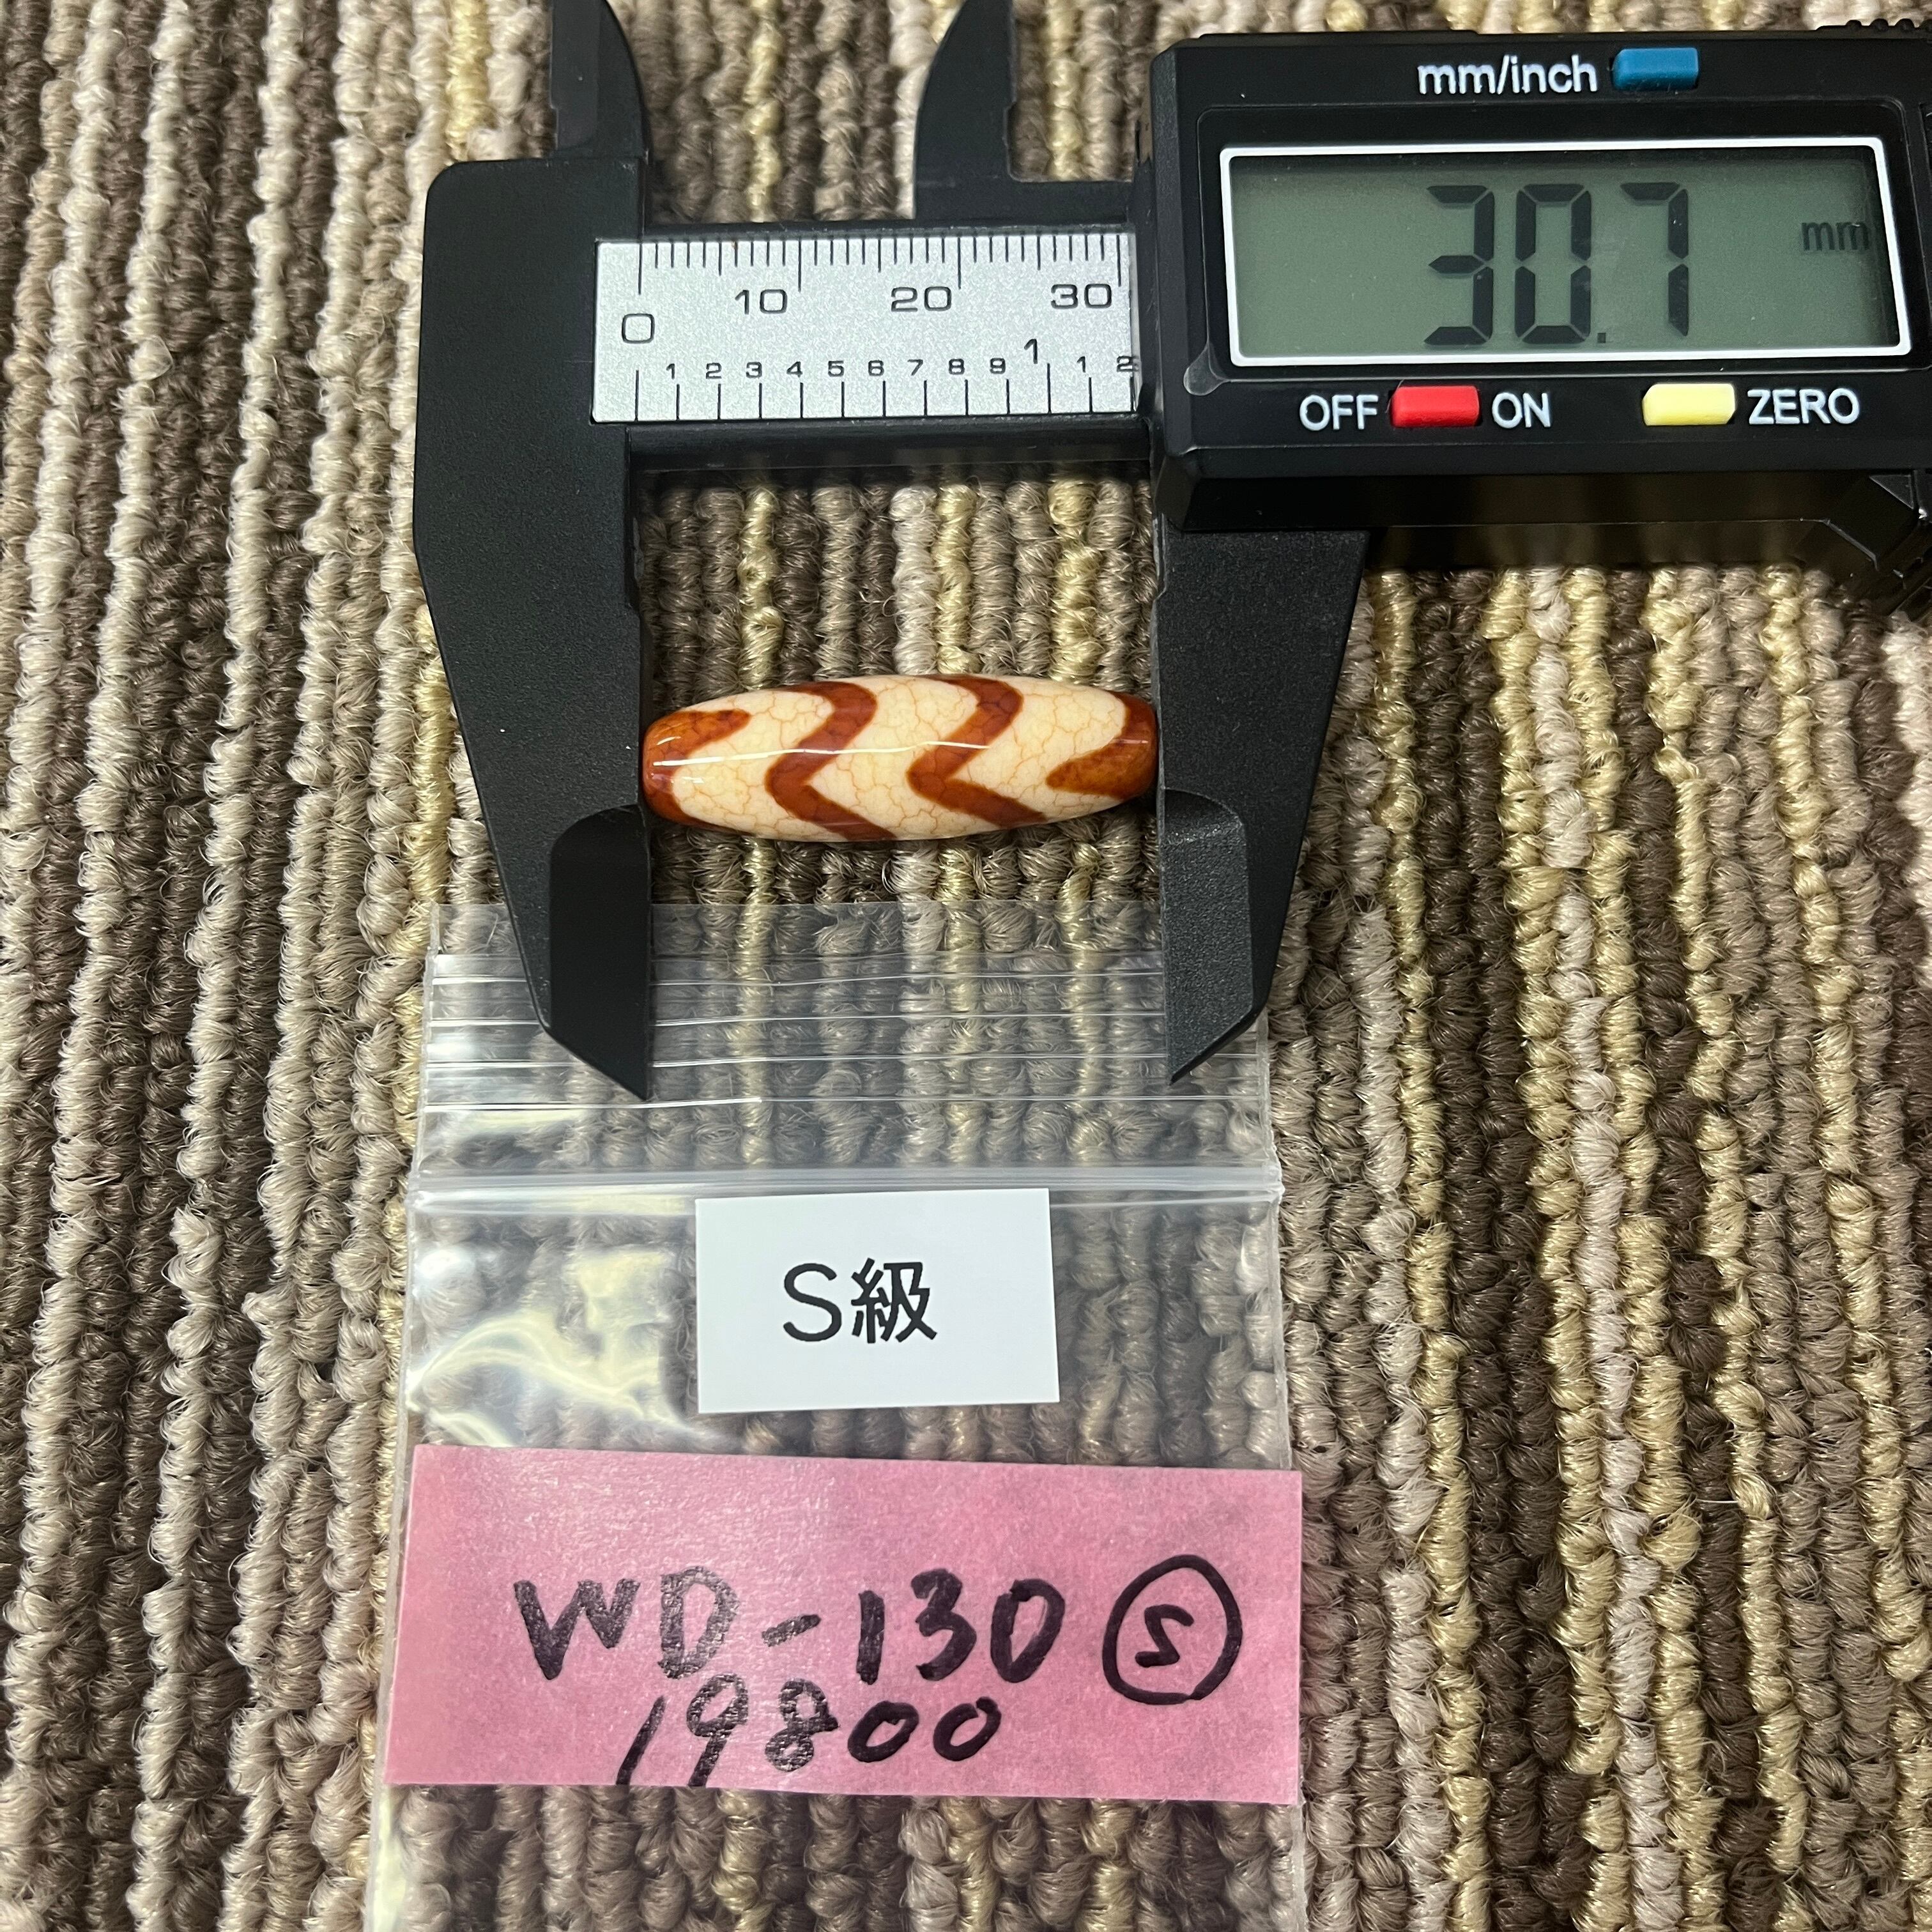 mm/inch
30.7 mm
OFF ON ZERO
0 10 20 30
1 2 3 4 5 6 7 8 9 1 1 2
S級
WD-130 Ⓢ
19800